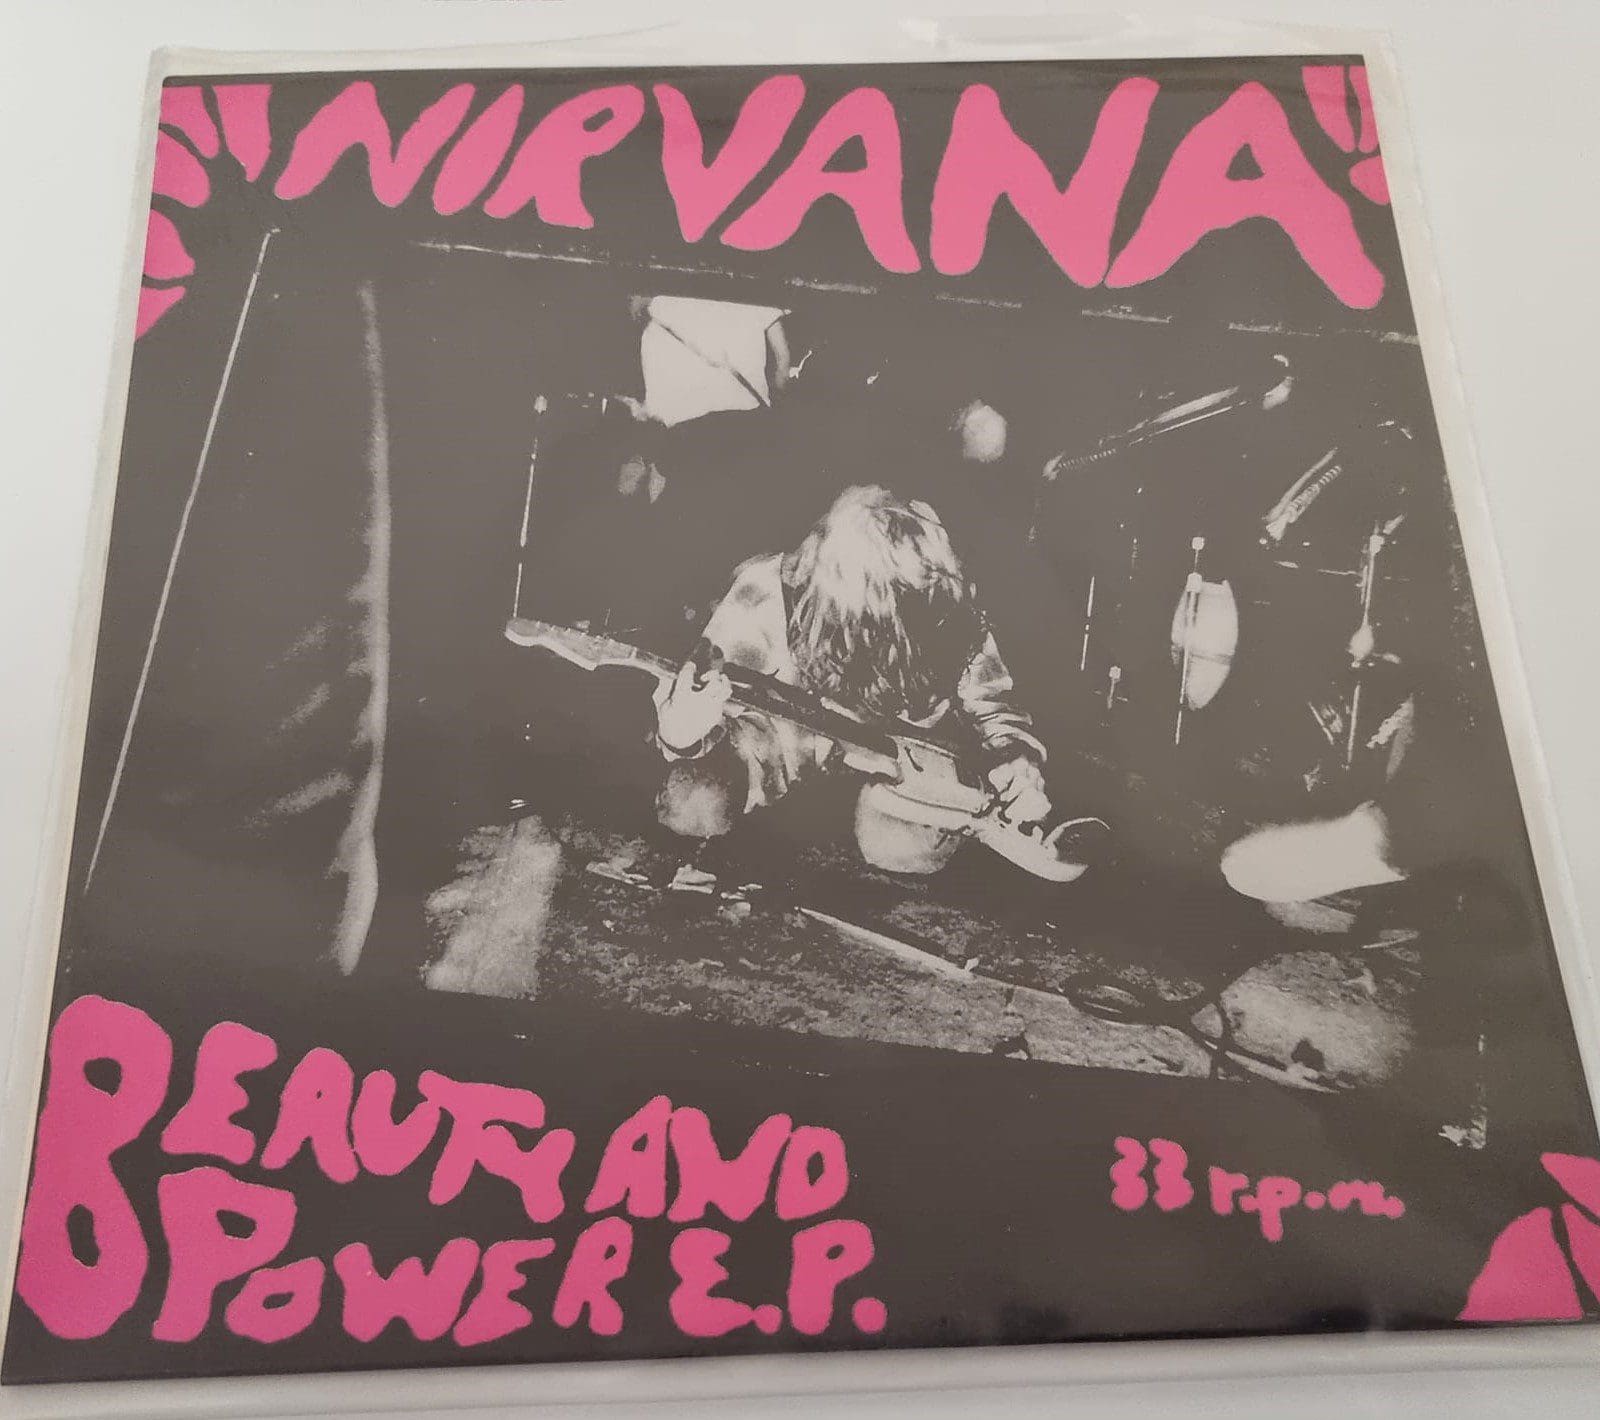 NIRVANA
BEAUTY AND
POWER E.P.
33 r.p.m.